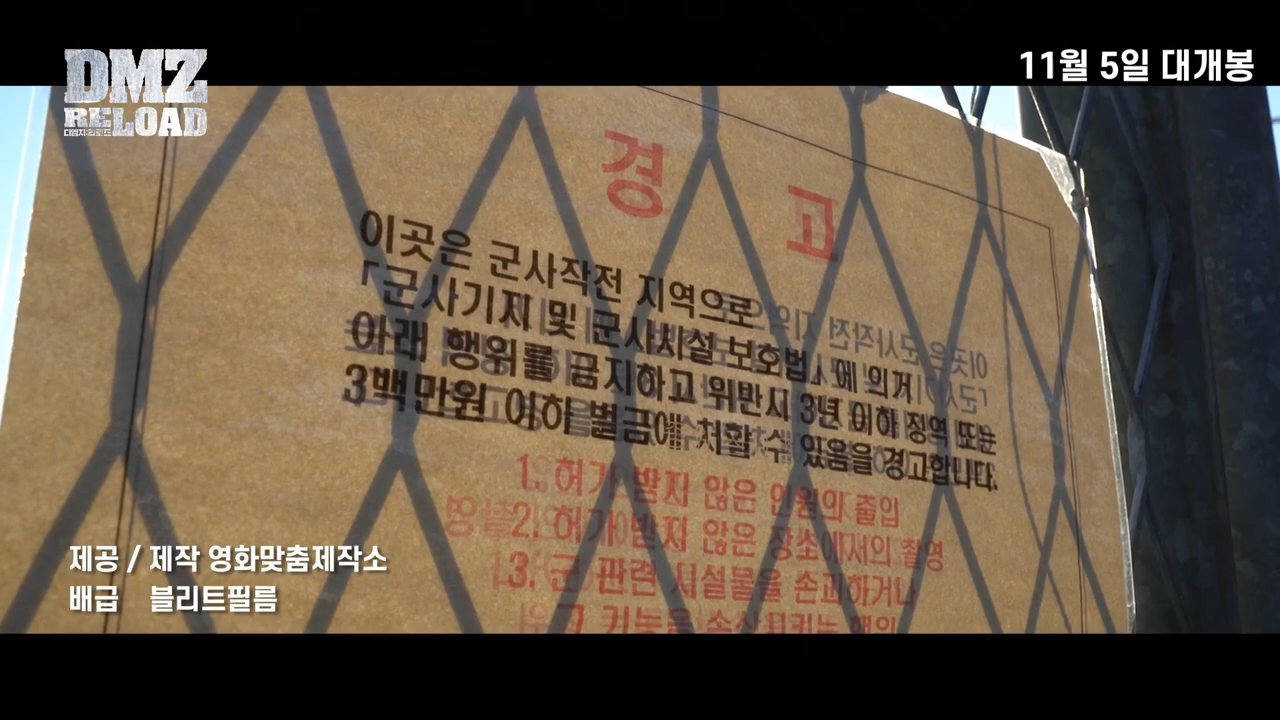 DMZ
RELOAD
디엠지: 리로드
11월 5일 대개봉
경 고
이곳은 군사작전 지역으로
「군사기지 및 군사시설 보호법」에 의거
아래 행위를 금지하고 위반시 3년 이하 징역 또는
3백만원 이하 벌금에 처할 수 있음을 경고합니다.
1. 허가 받지 않은 인원의 출입
2. 허가 받지 않은 장소에서의 촬영
3. 군 관련 시설물을 손괴하거나
제공 / 제작 영화맞춤제작소
배급 블리트필름